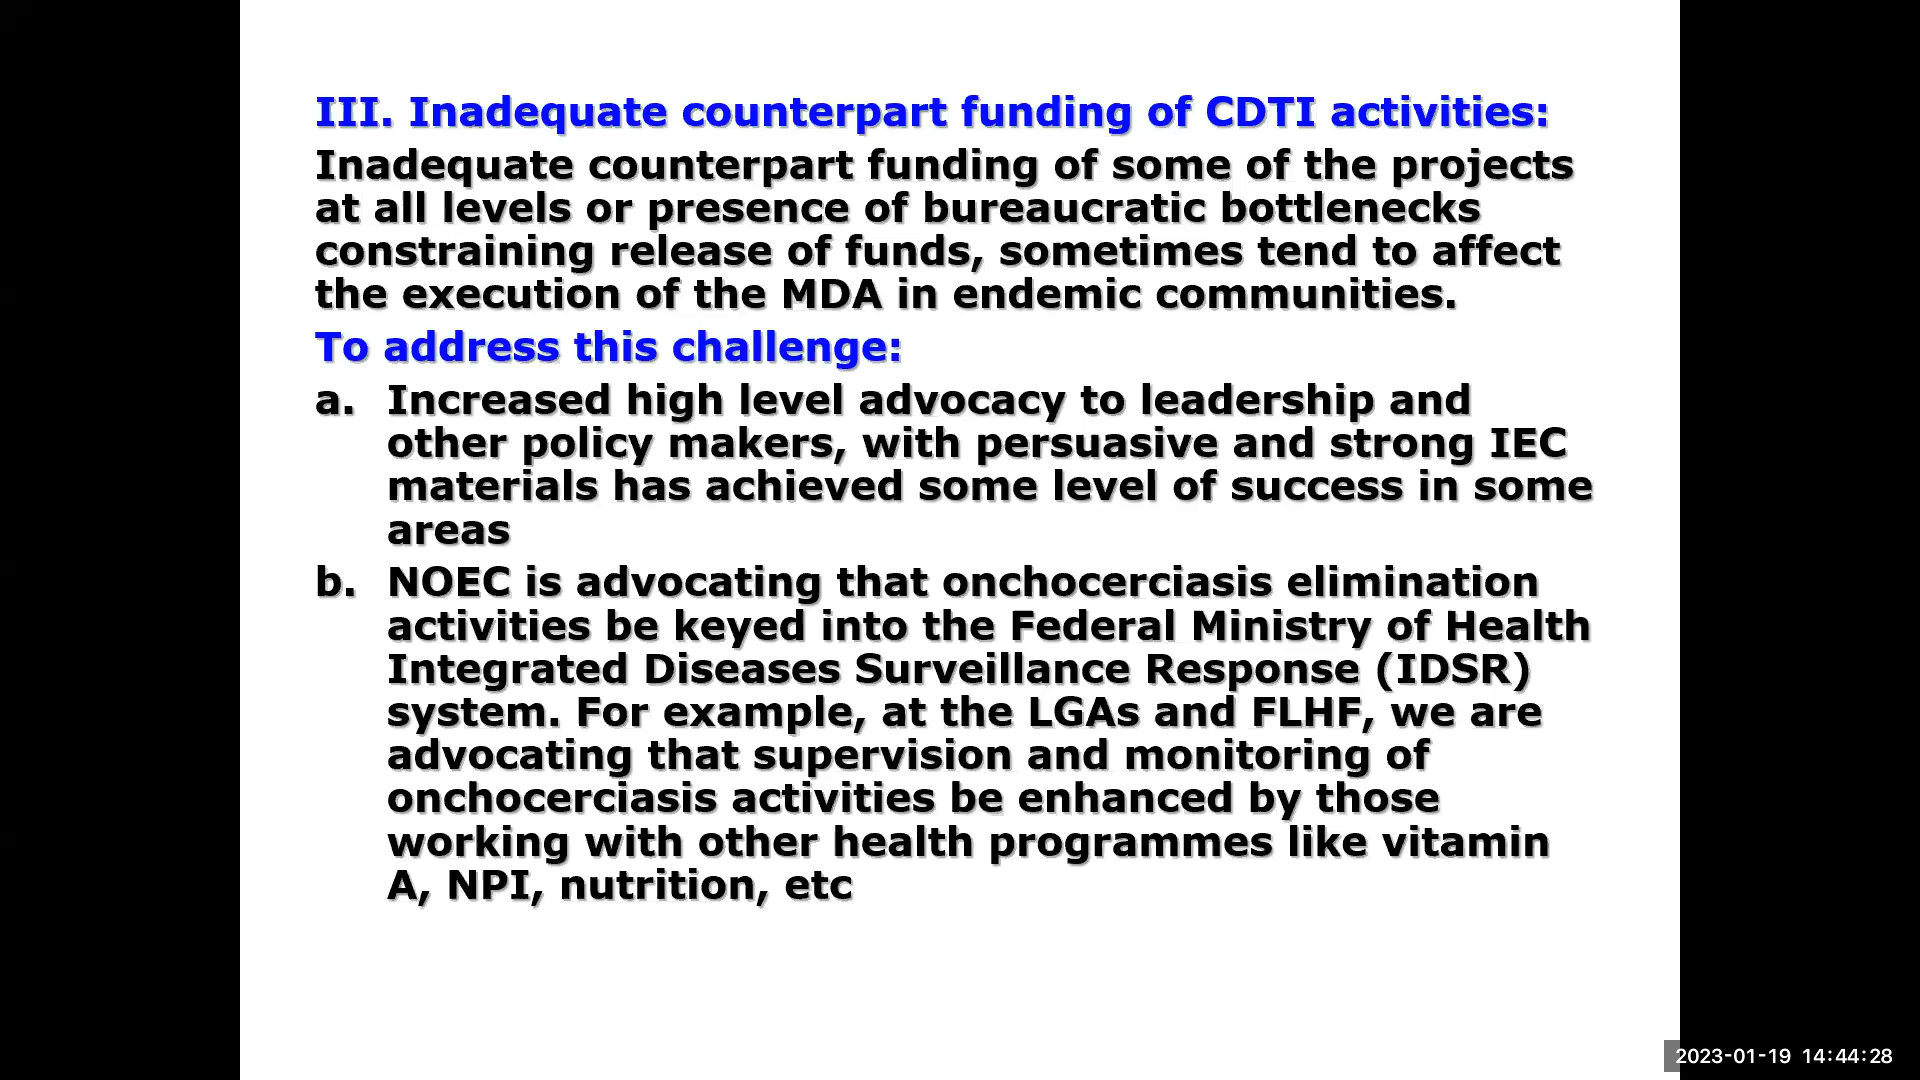 III. Inadequate counterpart funding of CDTI activities:
Inadequate counterpart funding of some of the projects
at all levels or presence of bureaucratic bottlenecks
constraining release of funds, sometimes tend to affect
the execution of the MDA in endemic communities.
To address this challenge:
a. Increased high level advocacy to leadership and
other policy makers, with persuasive and strong IEC
materials has achieved some level of success in some
areas
b. NOEC is advocating that onchocerciasis elimination
activities be keyed into the Federal Ministry of Health
Integrated Diseases Surveillance Response (IDSR)
system. For example, at the LGAs and FLHF, we are
advocating that supervision and monitoring of
onchocerciasis activities be enhanced by those
working with other health programmes like vitamin
A, NPI, nutrition, etc
2023-01-19 14:44:28